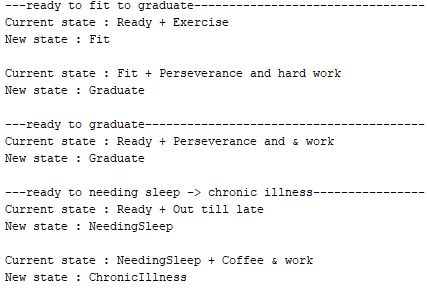 ---ready to fit to graduate---------------------------------
Current state : Ready + Exercise
New state : Fit
Current state : Fit + Perseverance and hard work
New state : Graduate
---ready to graduate----------------------------------------
Current state : Ready + Perseverance and & work
New state : Graduate
---ready to needing sleep -> chronic illness----------------
Current state : Ready + Out till late
New state : NeedingSleep
Current state : NeedingSleep + Coffee & work
New state : ChronicIllness